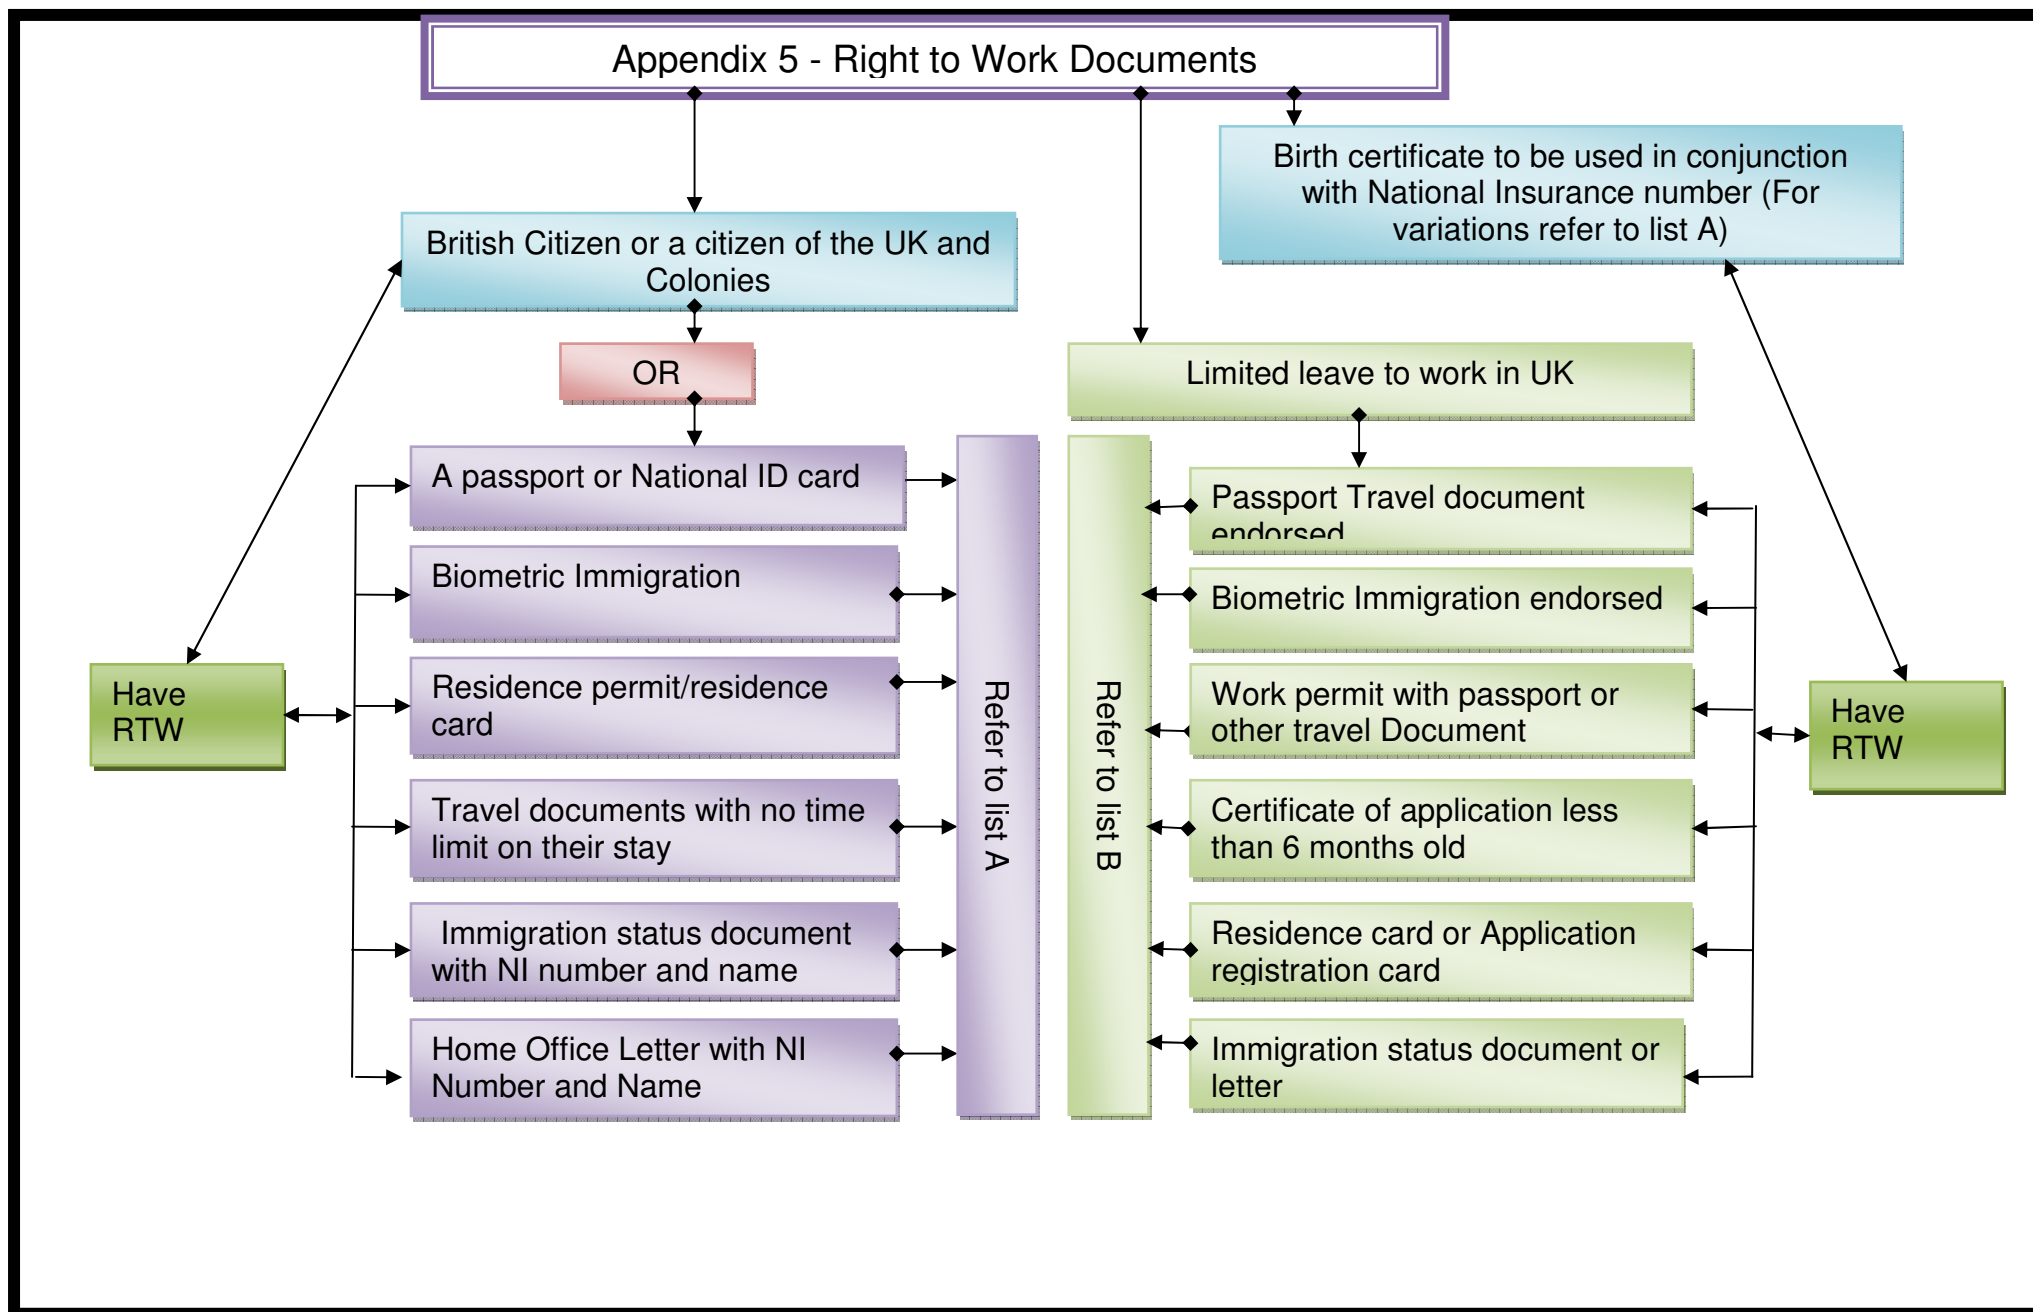 Appendix 5 - Right to Work Documents
Birth certificate to be used in conjunction
with National Insurance number (For
variations refer to list A)
British Citizen or a citizen of the UK and
Colonies
OR
Limited leave to work in UK
A passport or National ID card
Biometric Immigration
Residence permit/residence
card
Travel documents with no time
limit on their stay
Immigration status document
with NI number and name
Home Office Letter with NI
Number and Name
Have
RTW
Refer to list A
Refer to list B
Passport Travel document
endorsed
Biometric Immigration endorsed
Work permit with passport or
other travel Document
Certificate of application less
than 6 months old
Residence card or Application
registration card
Immigration status document or
letter
Have
RTW